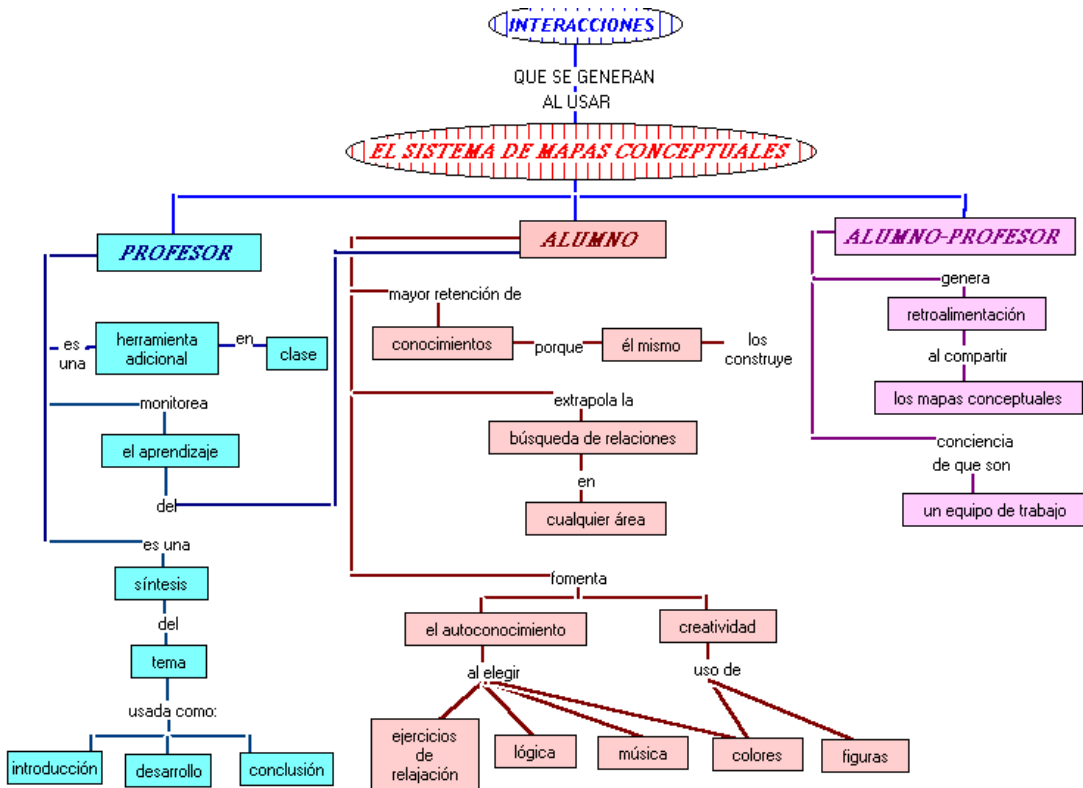 INTERACCIONES
QUE SE GENERAN
AL USAR
EL SISTEMA DE MAPAS CONCEPTUALES
PROFESOR
es
una
herramienta
adicional
en
clase
monitorea
el aprendizaje
del
es una
síntesis
del
tema
usada como:
introducción
desarrollo
conclusión
ALUMNO
mayor retención de
conocimientos
porque
él mismo
los
construye
extrapola la
búsqueda de relaciones
en
cualquier área
fomenta
el autoconocimiento
creatividad
al elegir
uso de
ejercicios
de
relajación
lógica
música
colores
figuras
ALUMNO-PROFESOR
genera
retroalimentación
al compartir
los mapas conceptuales
conciencia
de que son
un equipo de trabajo